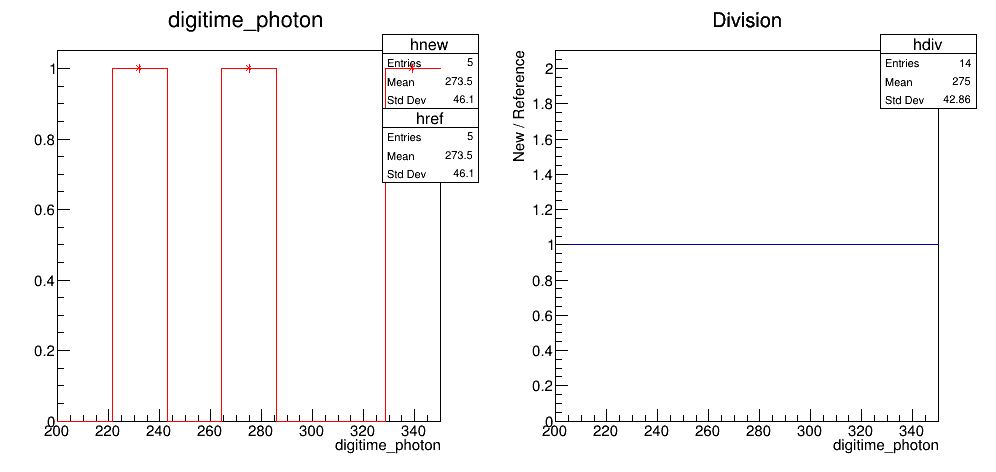 digitime_photon
hnew
Entries 5
Mean 273.5
Std Dev 46.1
href
Entries 5
Mean 273.5
Std Dev 46.1
1
0.8
0.6
0.4
0.2
0
200 220 240 260 280 300 320 340
digitime_photon
Division
hdiv
Entries 14
Mean 275
Std Dev 42.86
New / Reference
2
1.8
1.6
1.4
1.2
1
0.8
0.6
0.4
0.2
0
200 220 240 260 280 300 320 340
digitime_photon